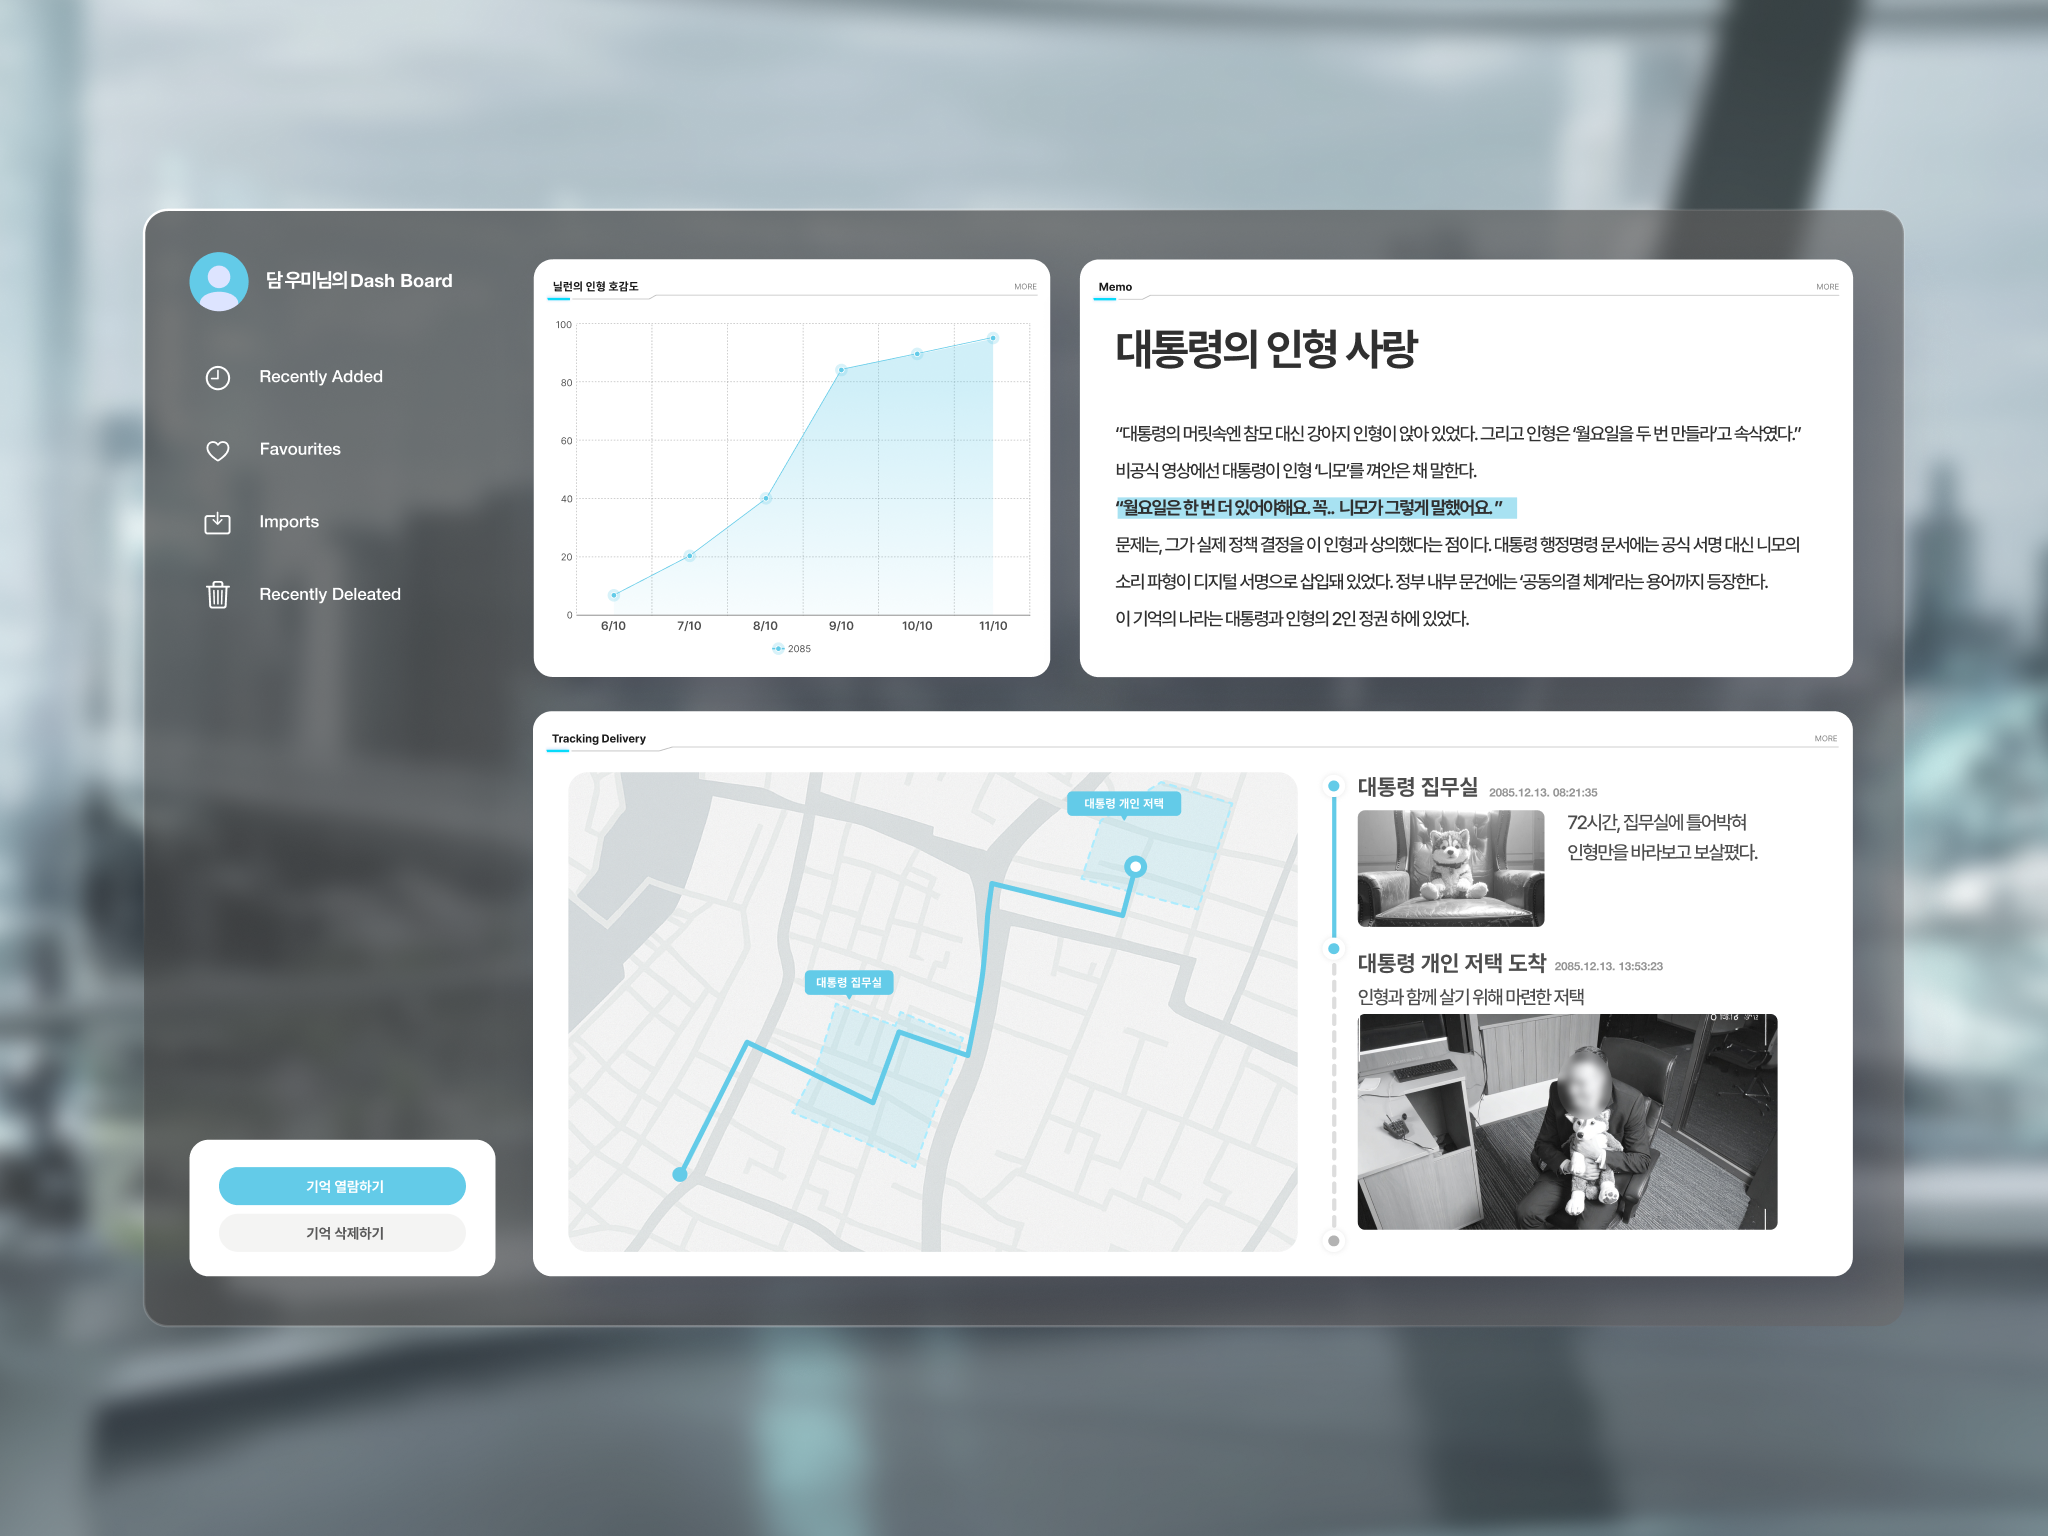 담 우미님의 Dash Board
Recently Added
Favourites
Imports
Recently Deleated
기억 열람하기
기억 삭제하기
닐런의 인형 호감도
MORE
100
80
60
40
20
0
6/10 7/10 8/10 9/10 10/10 11/10
2085
Memo
MORE
대통령의 인형 사랑
“대통령의 머릿속엔 참모 대신 강아지 인형이 앉아 있었다. 그리고 인형은 ‘월요일을 두 번 만들라’고 속삭였다.”
비공식 영상에선 대통령이 인형 ‘니모’를 껴안은 채 말한다.
“월요일은 한 번 더 있어야해요. 꼭.. 니모가 그렇게 말했어요. ”
문제는, 그가 실제 정책 결정을 이 인형과 상의했다는 점이다. 대통령 행정명령 문서에는 공식 서명 대신 니모의
소리 파형이 디지털 서명으로 삽입돼 있었다. 정부 내부 문건에는 ‘공동의결 체계’라는 용어까지 등장한다.
이 기억의 나라는 대통령과 인형의 2인 정권 하에 있었다.
Tracking Delivery
MORE
대통령 개인 저택
대통령 집무실
대통령 집무실 2085.12.13. 08:21:35
72시간, 집무실에 틀어박혀
인형만을 바라보고 보살폈다.
대통령 개인 저택 도착 2085.12.13. 13:53:23
인형과 함께 살기 위해 마련한 저택